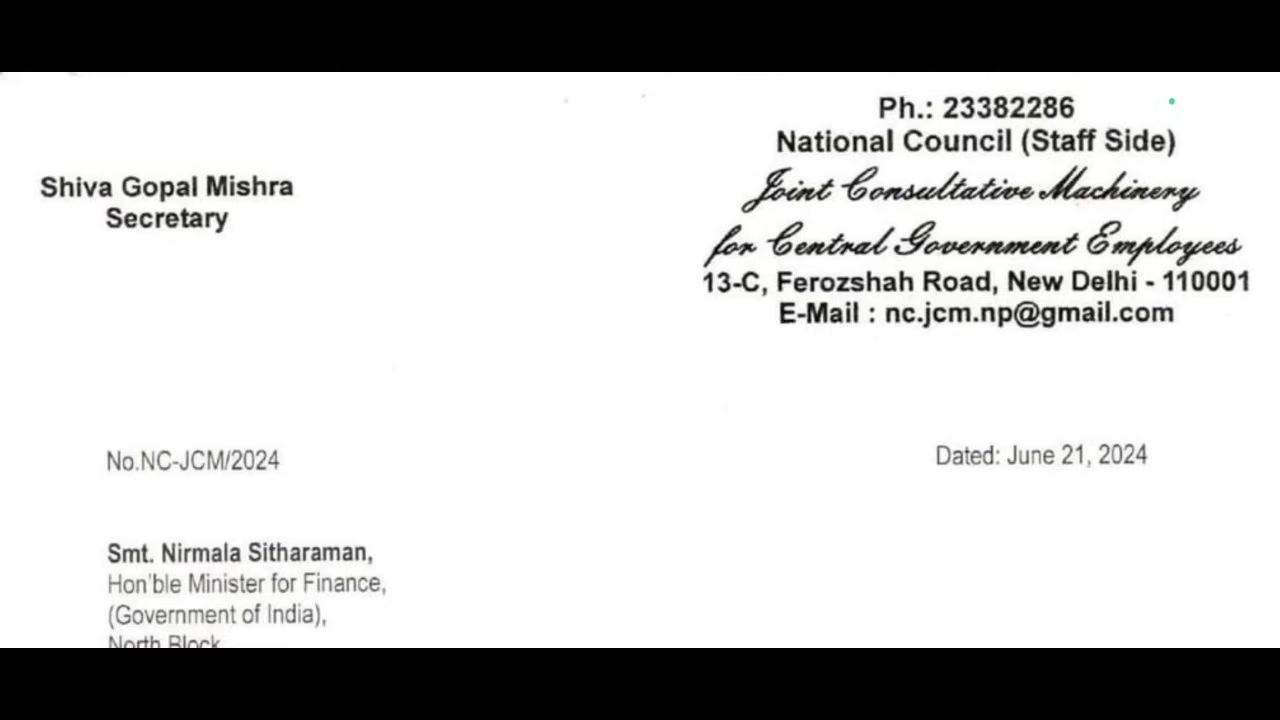 Ph.: 23382286
National Council (Staff Side)
Shiva Gopal Mishra
Joint Consultative Machinery
Secretary
for Central Government Employees
13-C, Ferozshah Road, New Delhi - 110001
E-Mail : nc.jcm.np@gmail.com
No.NC-JCM/2024
Dated: June 21, 2024
Smt. Nirmala Sitharaman,
Hon'ble Minister for Finance,
(Government of India),
North Block